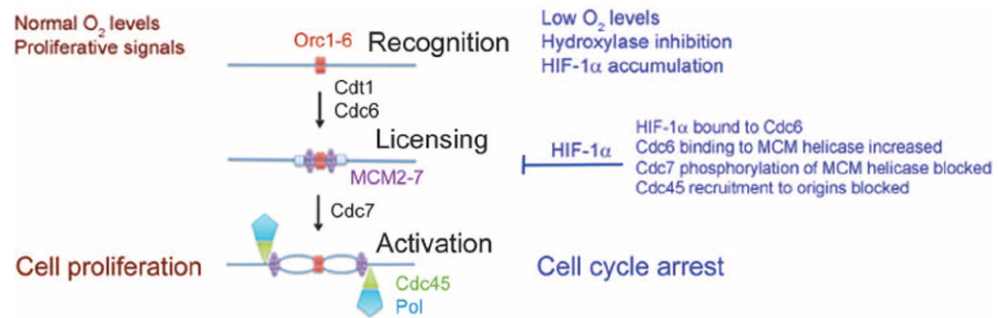 Normal O2 levels
Proliferative signals
Orc1-6
Recognition
Low O2 levels
Hydroxylase inhibition
HIF-1α accumulation
Cdt1
Cdc6
Licensing
MCM2-7
HIF-1α
HIF-1α bound to Cdc6
Cdc6 binding to MCM helicase increased
Cdc7 phosphorylation of MCM helicase blocked
Cdc45 recruitment to origins blocked
Cdc7
Activation
Cell proliferation
Cdc45
Pol
Cell cycle arrest